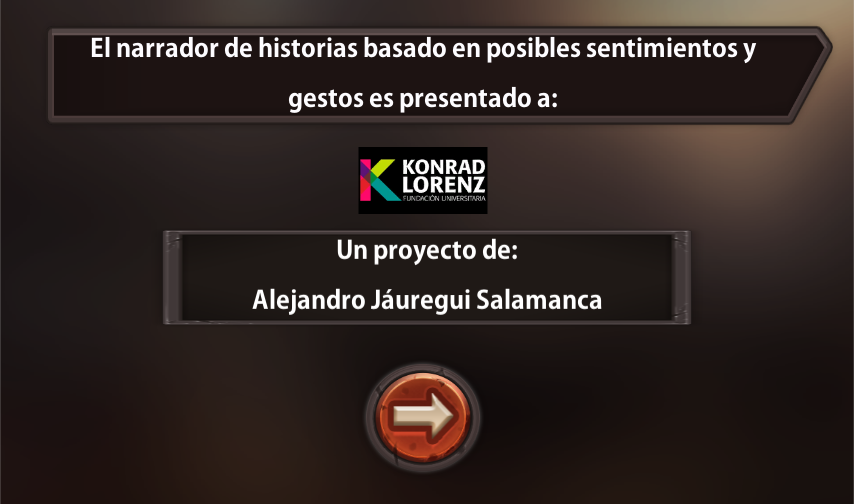 El narrador de historias basado en posibles sentimientos y
gestos es presentado a:
KONRAD
LORENZ
FUNDACIÓN UNIVERSITARIA
Un proyecto de:
Alejandro Jáuregui Salamanca